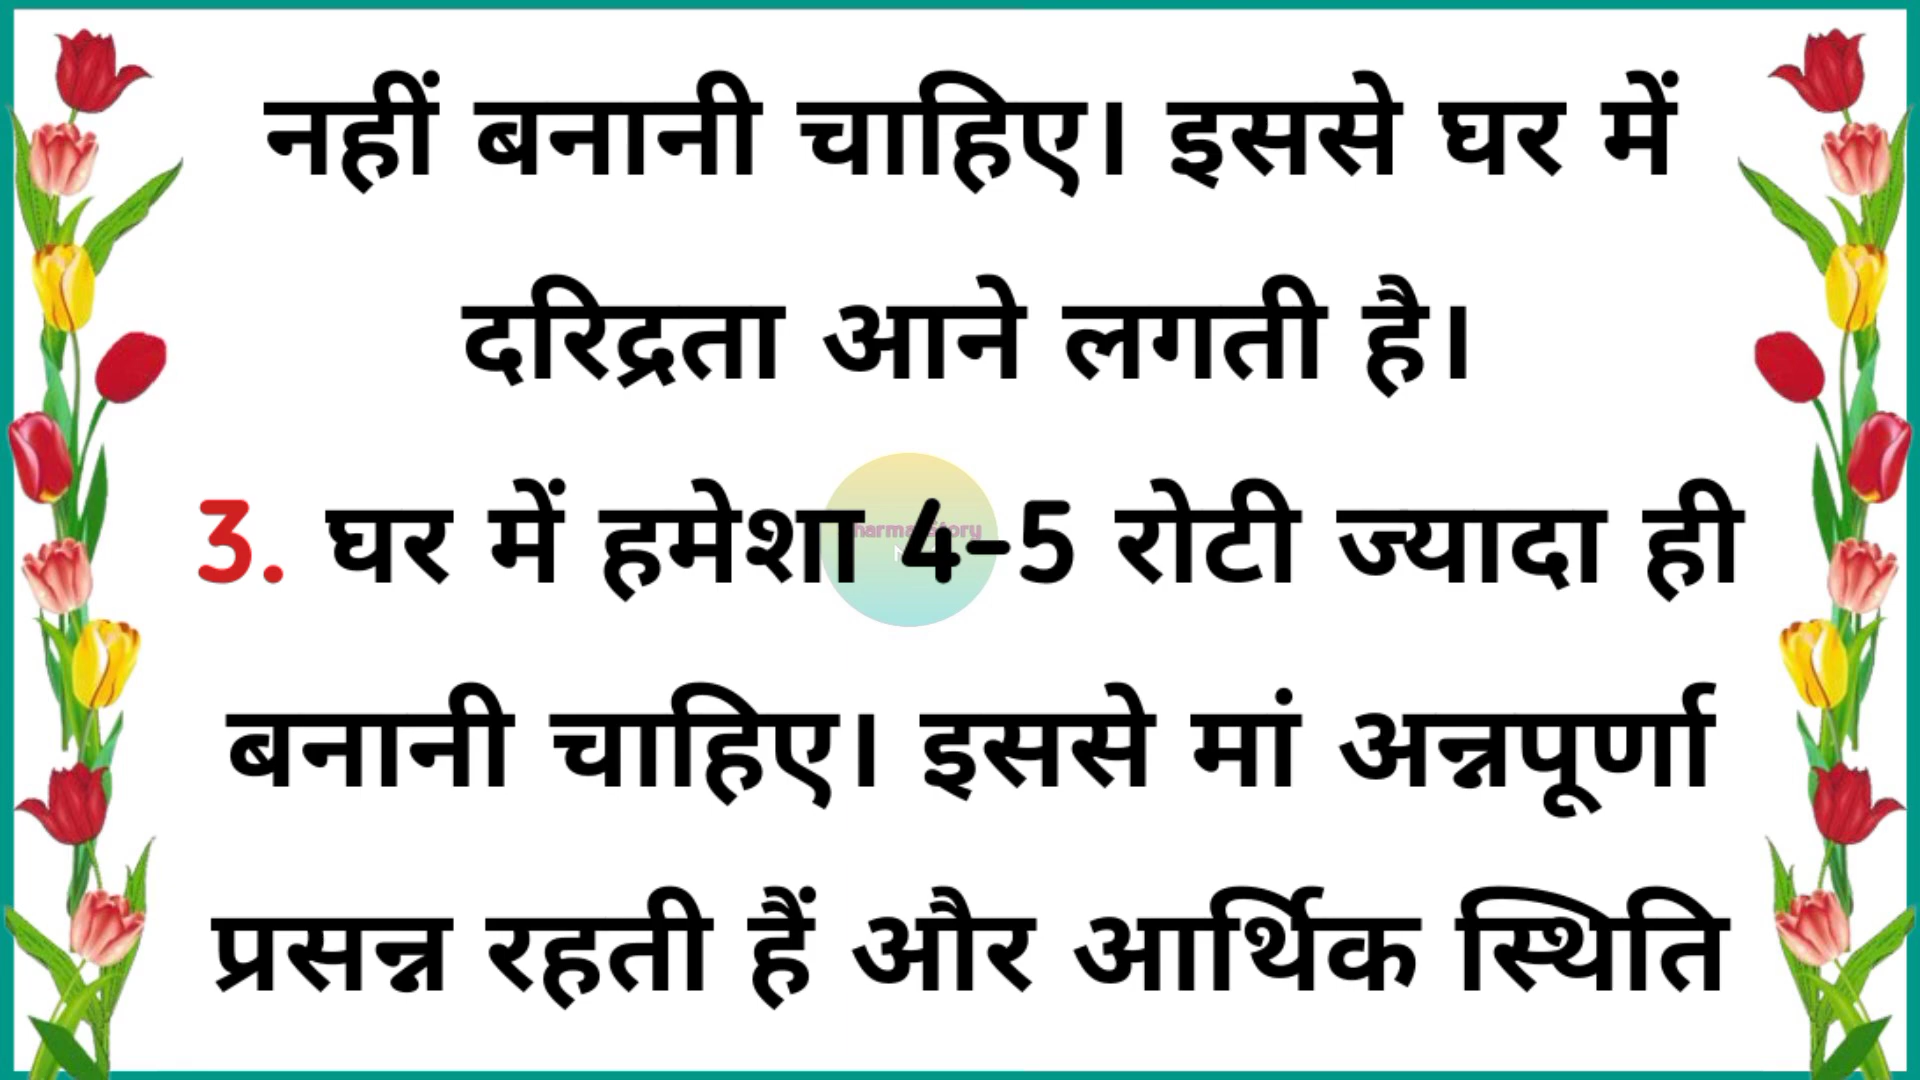 नहीं बनानी चाहिए। इससे घर में
दरिद्रता आने लगती है।
3. घर में हमेशा 4-5 रोटी ज्यादा ही
बनानी चाहिए। इससे मां अन्नपूर्णा
प्रसन्न रहती हैं और आर्थिक स्थिति